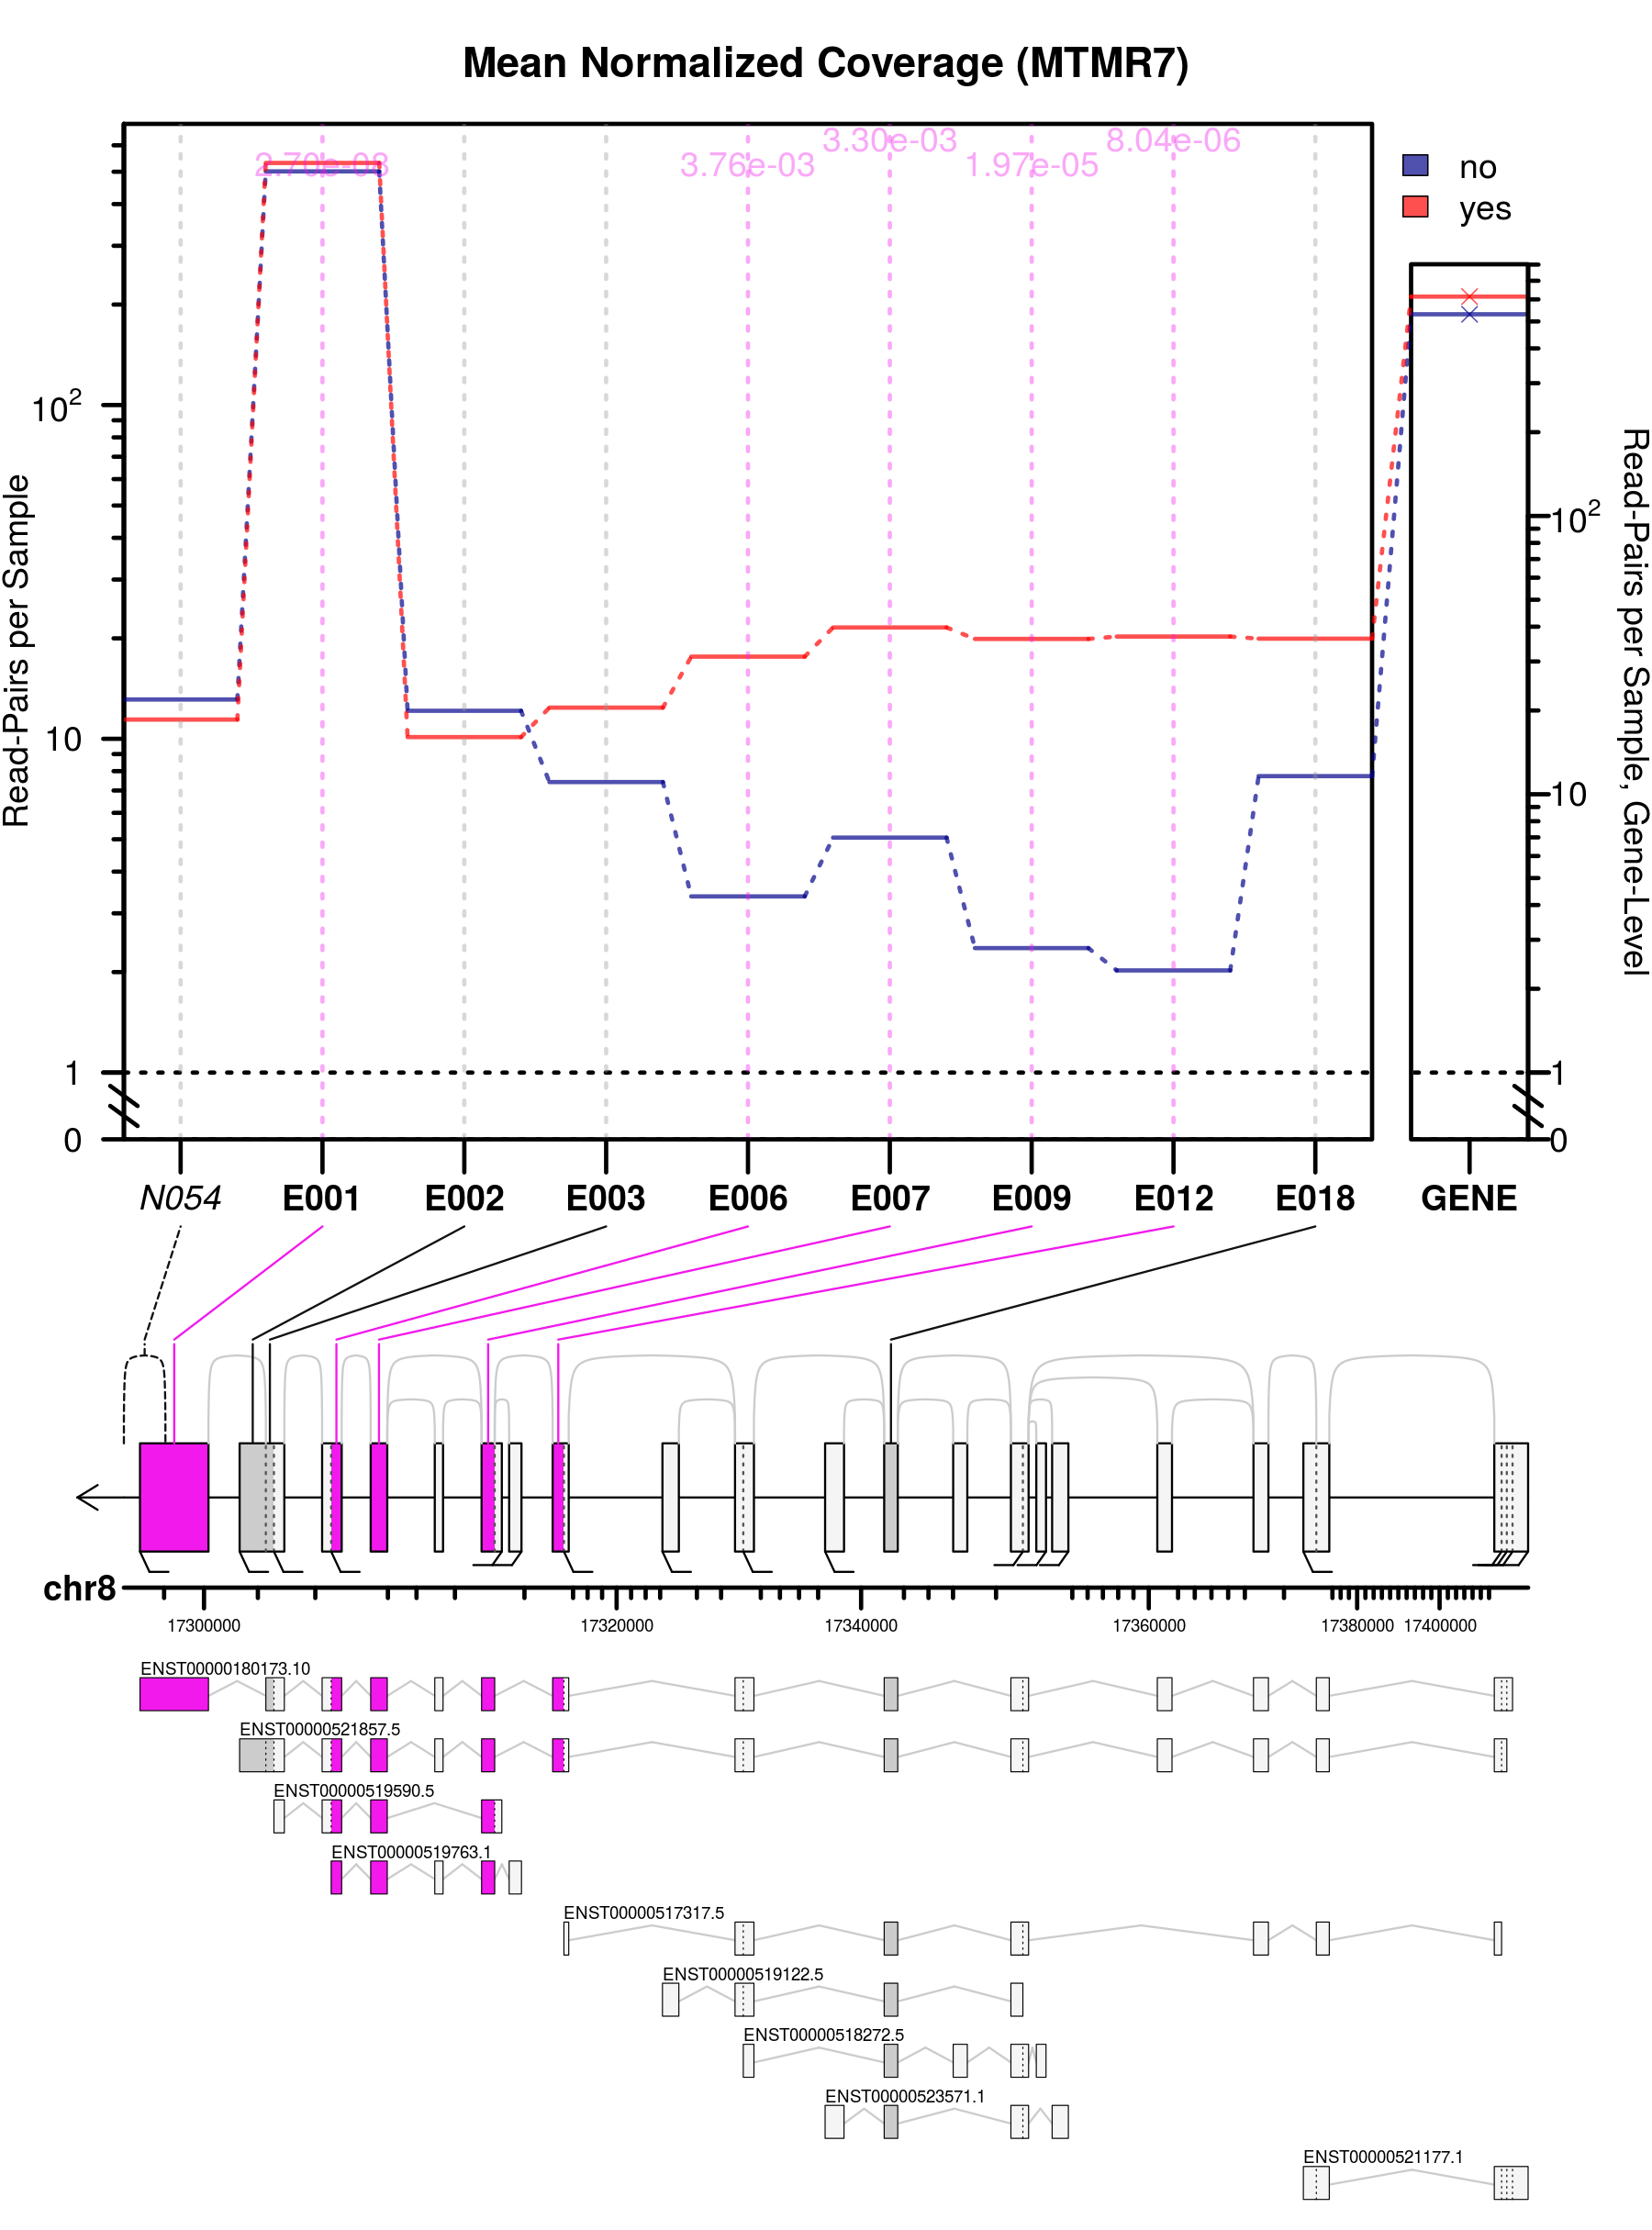 Mean Normalized Coverage (MTMR7)
3.30e-03 8.04e-06
2.70e-08 3.76e-03 1.97e-05
no
yes
Read-Pairs per Sample
10²
10
1
0
Read-Pairs per Sample, Gene-Level
10²
10
1
0
N054 E001 E002 E003 E006 E007 E009 E012 E018 GENE
chr8
17300000 17320000 17340000 17360000 17380000 17400000
ENST00000180173.10
ENST00000521857.5
ENST00000519590.5
ENST00000519763.1
ENST00000517317.5
ENST00000519122.5
ENST00000518272.5
ENST00000523571.1
ENST00000521177.1